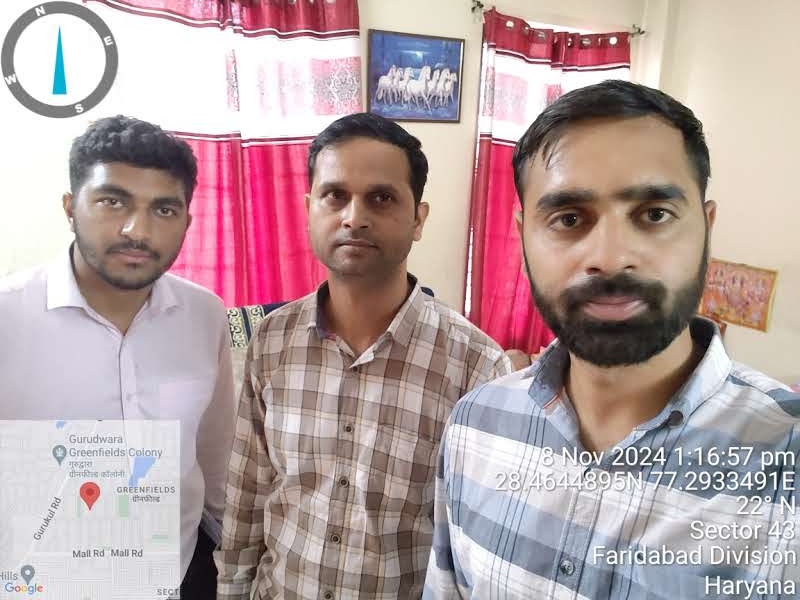 N
E
S
W
Gurudwara
Greenfields Colony
गुरुद्वारा
ग्रीनफील्ड कॉलोनी
GREENFIELDS
ग्रीनफील्ड
Gurukul Rd
Mall Rd Mall Rd
Hills
Google
SECT
8 Nov 2024 1:16:57 pm
28.4644895N 77.2933491E
22° N
Sector 43
Faridabad Division
Haryana